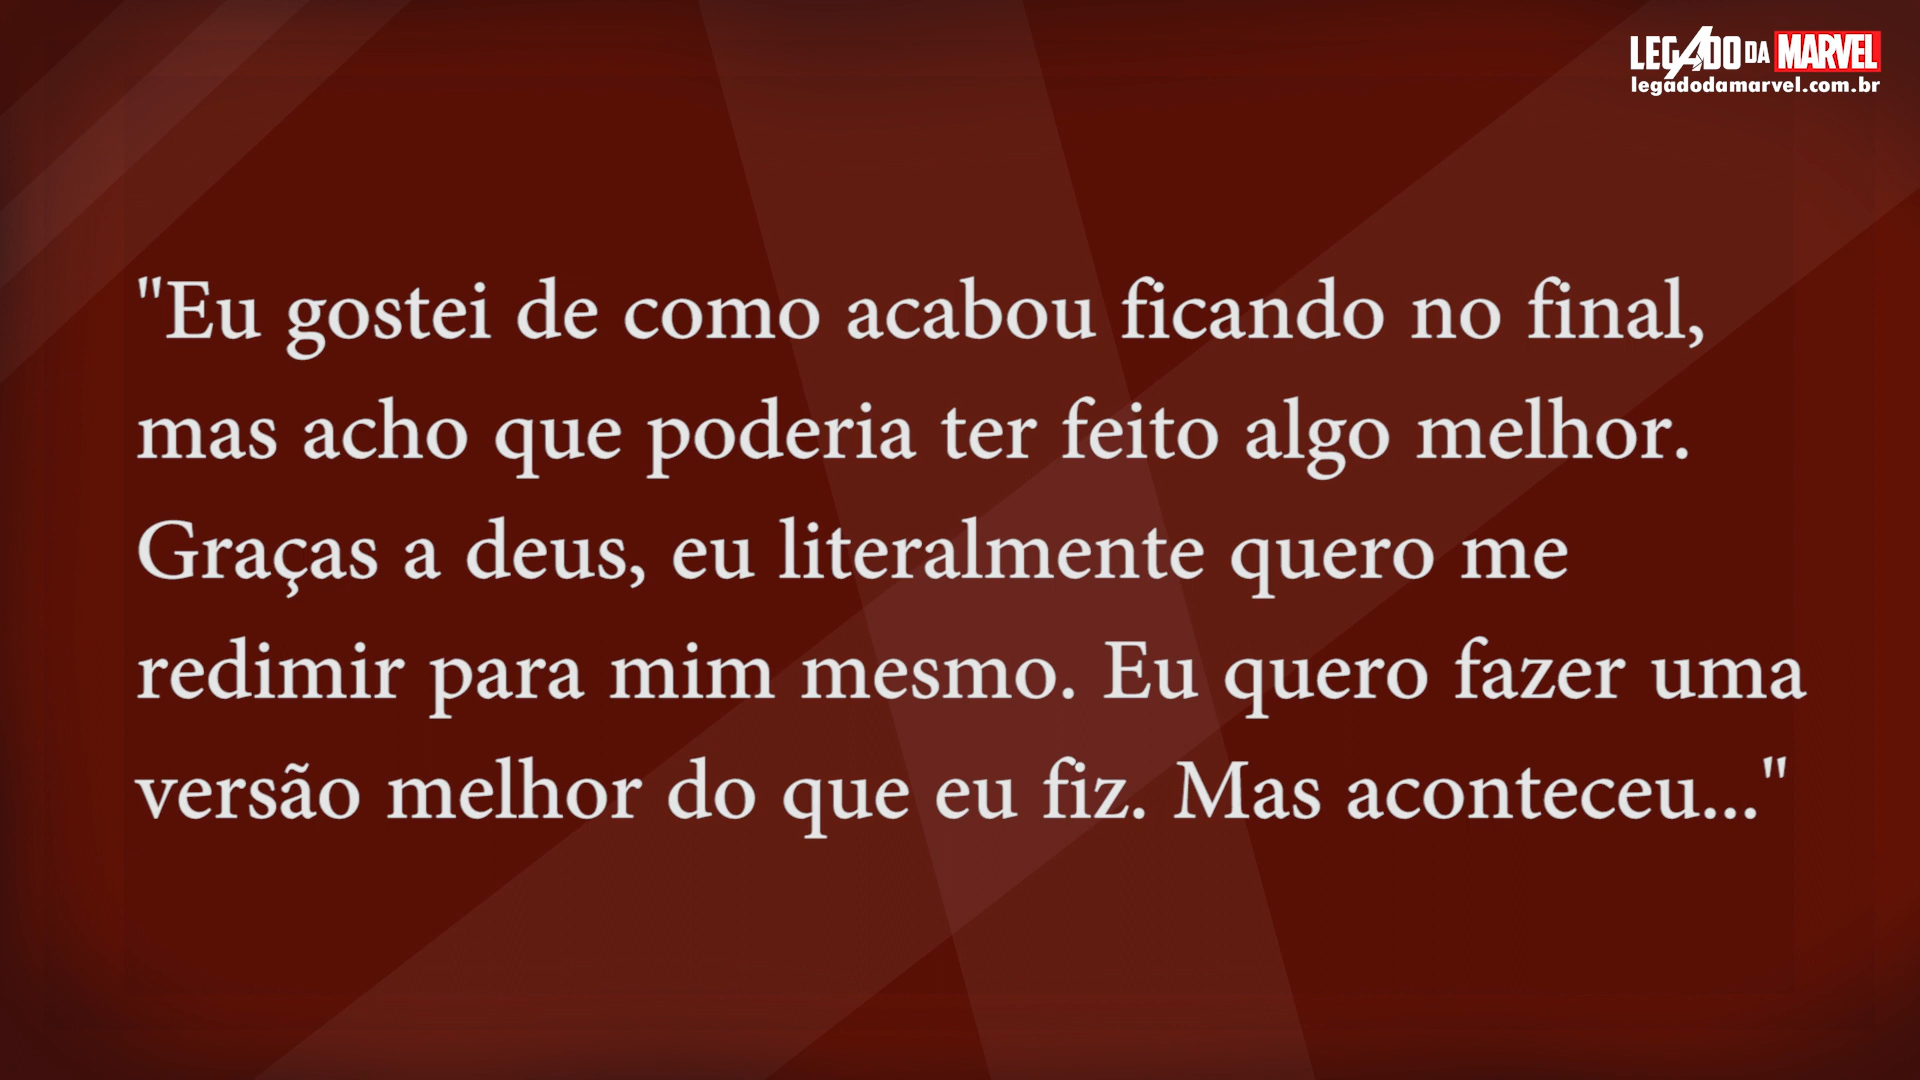 LEGADO DA MARVEL
legadodamarvel.com.br
"Eu gostei de como acabou ficando no final,
mas acho que poderia ter feito algo melhor.
Graças a deus, eu literalmente quero me
redimir para mim mesmo. Eu quero fazer uma
versão melhor do que eu fiz. Mas aconteceu..."